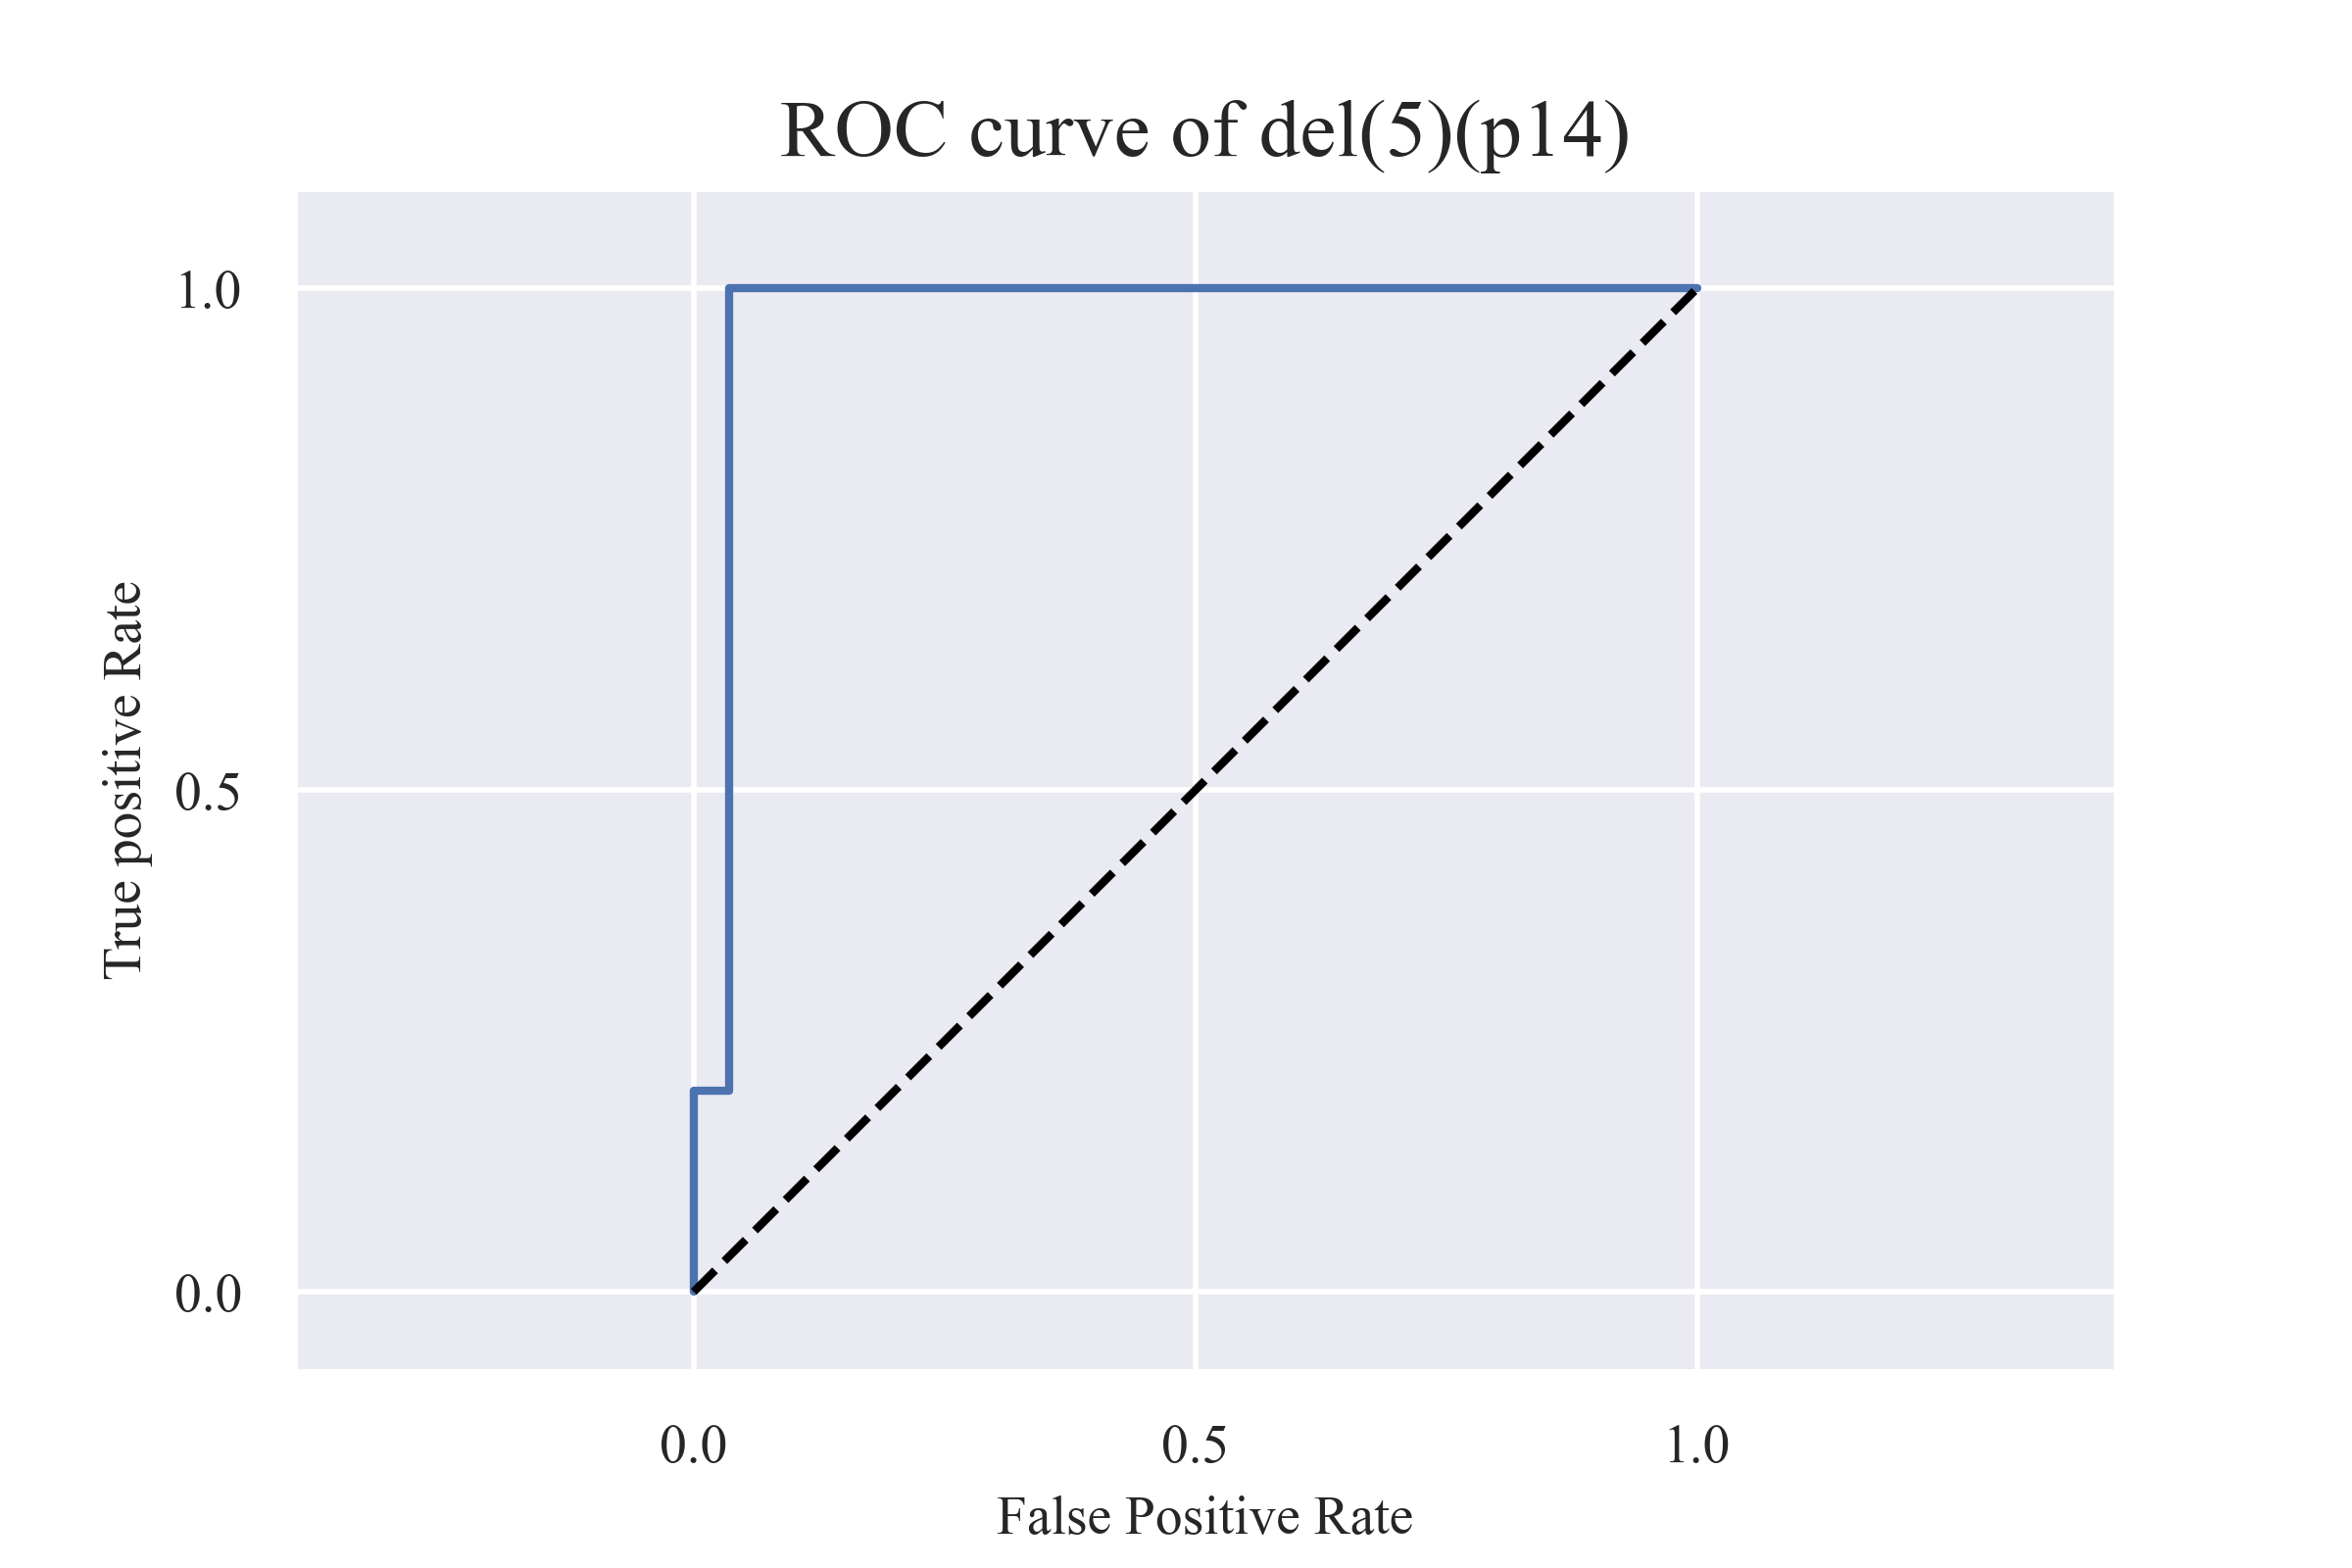 ROC curve of del(5)(p14)
1.0
0.5
0.0
True positive Rate
0.0 0.5 1.0
False Positive Rate